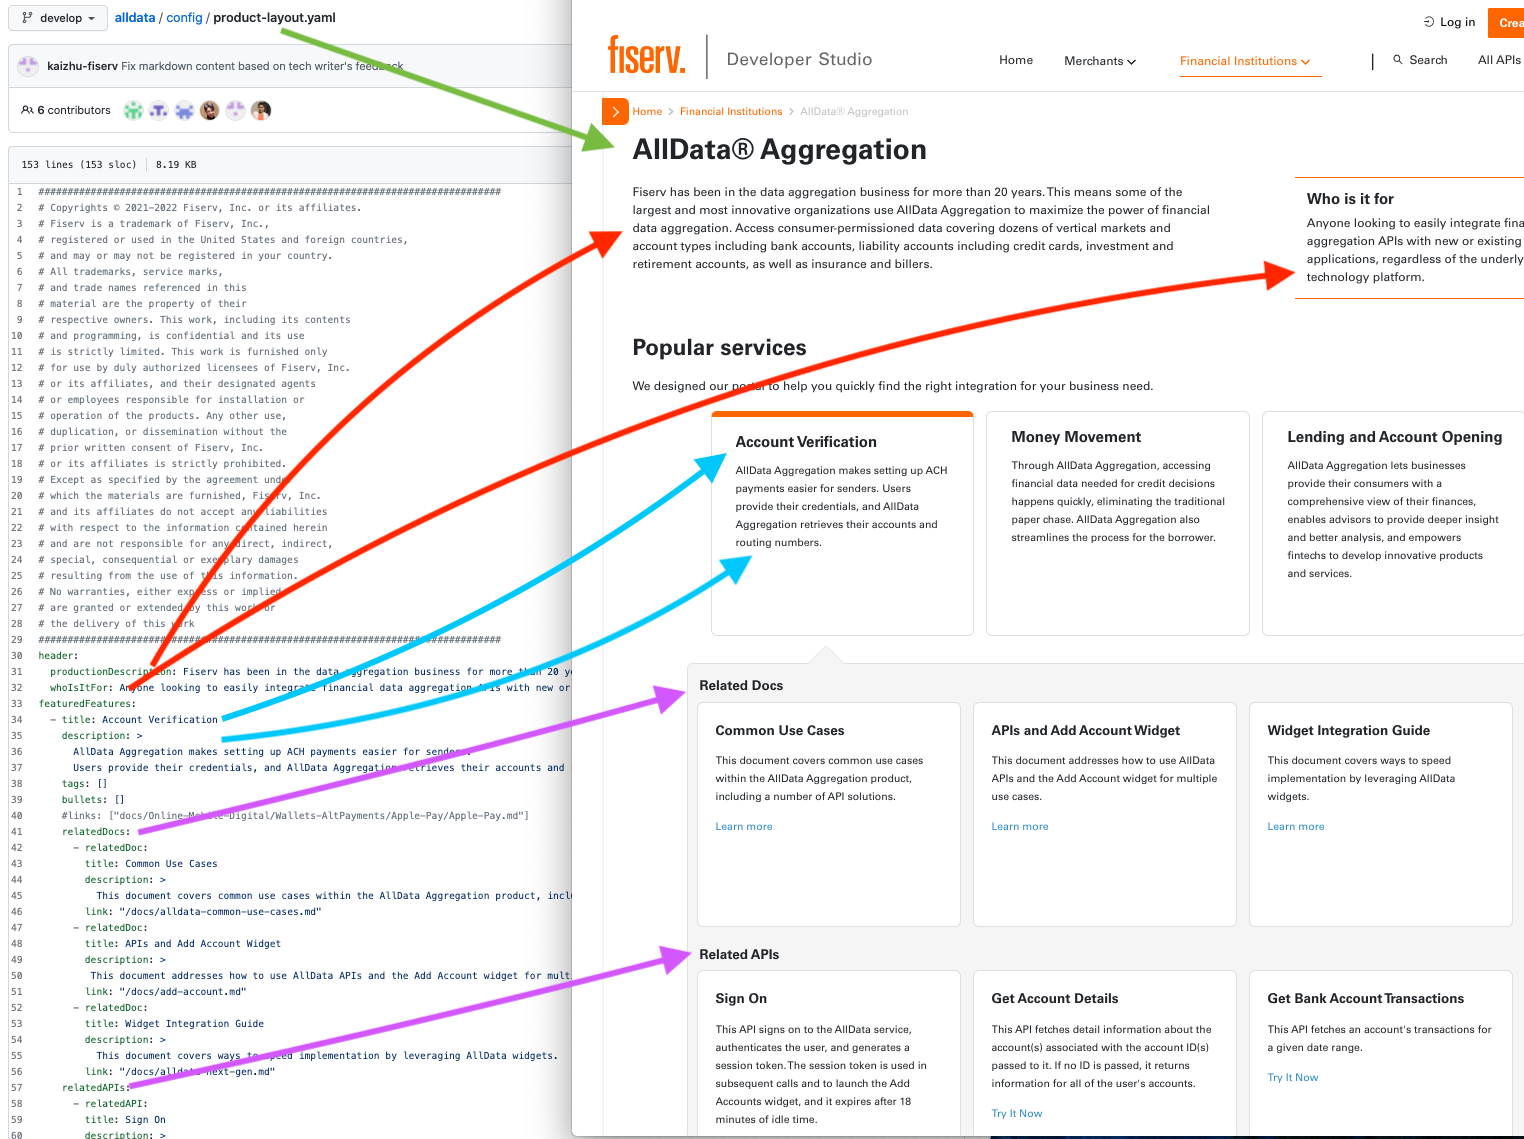 develop
alldata / config / product-layout.yaml
kaizhu-fiserv Fix markdown content based on tech writer's feedback
6 contributors
153 lines (153 sloc) 8.19 KB
1 ################################################################################
2 # Copyrights © 2021-2022 Fiserv, Inc. or its affiliates.
3 # Fiserv is a trademark of Fiserv, Inc.,
4 # registered or used in the United States and foreign countries,
5 # and may or may not be registered in your country.
6 # All trademarks, service marks,
7 # and trade names referenced in this
8 # material are the property of their
9 # respective owners. This work, including its contents
10 # and programming, is confidential and its use
11 # is strictly limited. This work is furnished only
12 # for use by duly authorized licensees of Fiserv, Inc.
13 # or its affiliates, and their designated agents
14 # or employees responsible for installation or
15 # operation of the products. Any other use,
16 # duplication, or dissemination without the
17 # prior written consent of Fiserv, Inc.
18 # or its affiliates is strictly prohibited.
19 # Except as specified by the agreement under
20 # which the materials are furnished, Fiserv, Inc.
21 # and its affiliates do not accept any liabilities
22 # with respect to the information contained herein
23 # and are not responsible for any direct, indirect,
24 # special, consequential or exemplary damages
25 # resulting from the use of this information.
26 # No warranties, either express or implied
27 # are granted or extended by this work or
28 # the delivery of this work
29 ################################################################################
30 header:
31 productionDescription: Fiserv has been in the data aggregation business for more than 20 ye
32 whoIsItFor: Anyone looking to easily integrate financial data aggregation APIs with new or
33 featuredFeatures:
34 - title: Account Verification
35 description: >
36 AllData Aggregation makes setting up ACH payments easier for senders.
37 Users provide their credentials, and AllData Aggregation retrieves their accounts and
38 tags: []
39 bullets: []
40 #links: ["docs/Online-Mobile-Digital/Wallets-AltPayments/Apple-Pay/Apple-Pay.md"]
41 relatedDocs:
42 - relatedDoc:
43 title: Common Use Cases
44 description: >
45 This document covers common use cases within the AllData Aggregation product, incl
46 link: "/docs/alldata-common-use-cases.md"
47 - relatedDoc:
48 title: APIs and Add Account Widget
49 description: >
50 This document addresses how to use AllData APIs and the Add Account widget for mult
51 link: "/docs/add-account.md"
52 - relatedDoc:
53 title: Widget Integration Guide
54 description: >
55 This document covers ways to speed implementation by leveraging AllData widgets.
56 link: "/docs/alldata-next-gen.md"
57 relatedAPIs:
58 - relatedAPI:
59 title: Sign On
60 description: >
Log in
Crea
fiserv.
Developer Studio
Home Merchants Financial Institutions | Search All APIs
Home > Financial Institutions > AllData® Aggregation
AllData® Aggregation
Fiserv has been in the data aggregation business for more than 20 years. This means some of the
largest and most innovative organizations use AllData Aggregation to maximize the power of financial
data aggregation. Access consumer-permissioned data covering dozens of vertical markets and
account types including bank accounts, liability accounts including credit cards, investment and
retirement accounts, as well as insurance and billers.
Who is it for
Anyone looking to easily integrate fina
aggregation APIs with new or existing
applications, regardless of the underly
technology platform.
Popular services
We designed our portal to help you quickly find the right integration for your business need.
Account Verification
AllData Aggregation makes setting up ACH
payments easier for senders. Users
provide their credentials, and AllData
Aggregation retrieves their accounts and
routing numbers.
Money Movement
Through AllData Aggregation, accessing
financial data needed for credit decisions
happens quickly, eliminating the traditional
paper chase. AllData Aggregation also
streamlines the process for the borrower.
Lending and Account Opening
AllData Aggregation lets businesses
provide their consumers with a
comprehensive view of their finances,
enables advisors to provide deeper insight
and better analysis, and empowers
fintechs to develop innovative products
and services.
Related Docs
Common Use Cases
This document covers common use cases
within the AllData Aggregation product,
including a number of API solutions.
Learn more
APIs and Add Account Widget
This document addresses how to use AllData
APIs and the Add Account widget for multiple
use cases.
Learn more
Widget Integration Guide
This document covers ways to speed
implementation by leveraging AllData
widgets.
Learn more
Related APIs
Sign On
This API signs on to the AllData service,
authenticates the user, and generates a
session token. The session token is used in
subsequent calls and to launch the Add
Accounts widget, and it expires after 18
minutes of idle time.
Get Account Details
This API fetches detail information about the
account(s) associated with the account ID(s)
passed to it. If no ID is passed, it returns
information for all of the user's accounts.
Try It Now
Get Bank Account Transactions
This API fetches an account's transactions for
a given date range.
Try It Now